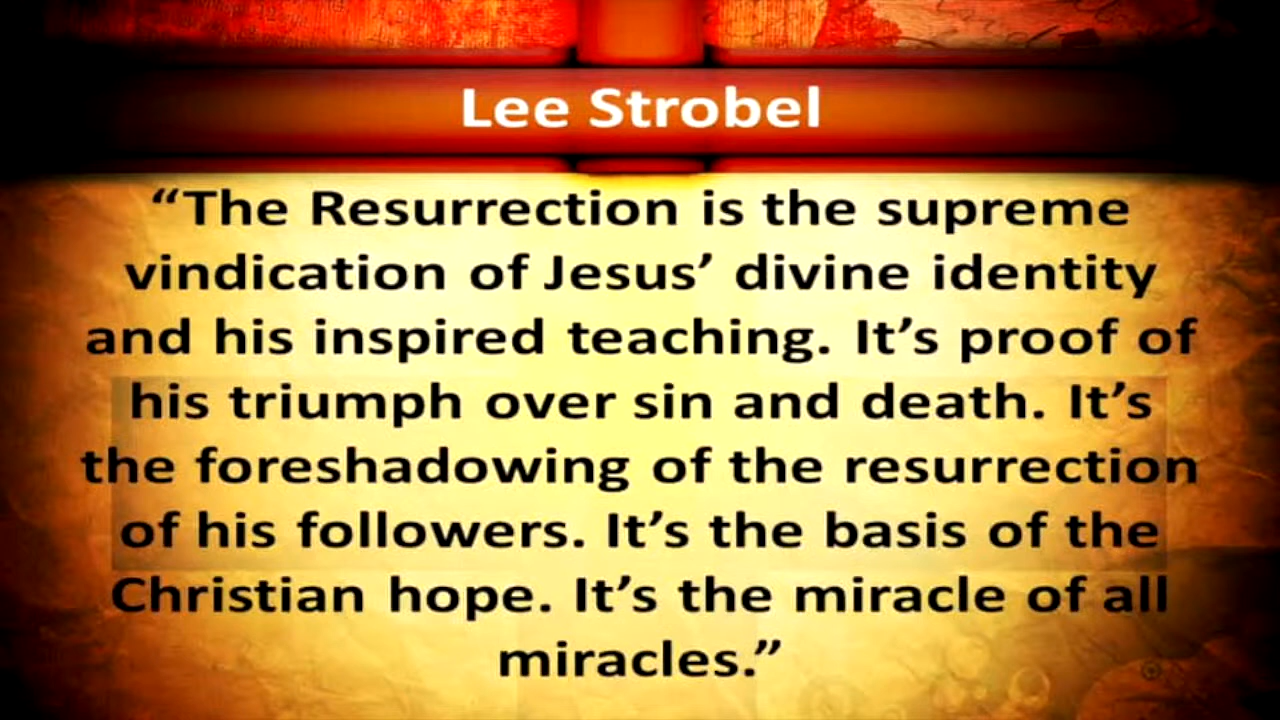 Lee Strobel
“The Resurrection is the supreme
vindication of Jesus’ divine identity
and his inspired teaching. It’s proof of
his triumph over sin and death. It’s
the foreshadowing of the resurrection
of his followers. It’s the basis of the
Christian hope. It’s the miracle of all
miracles.”